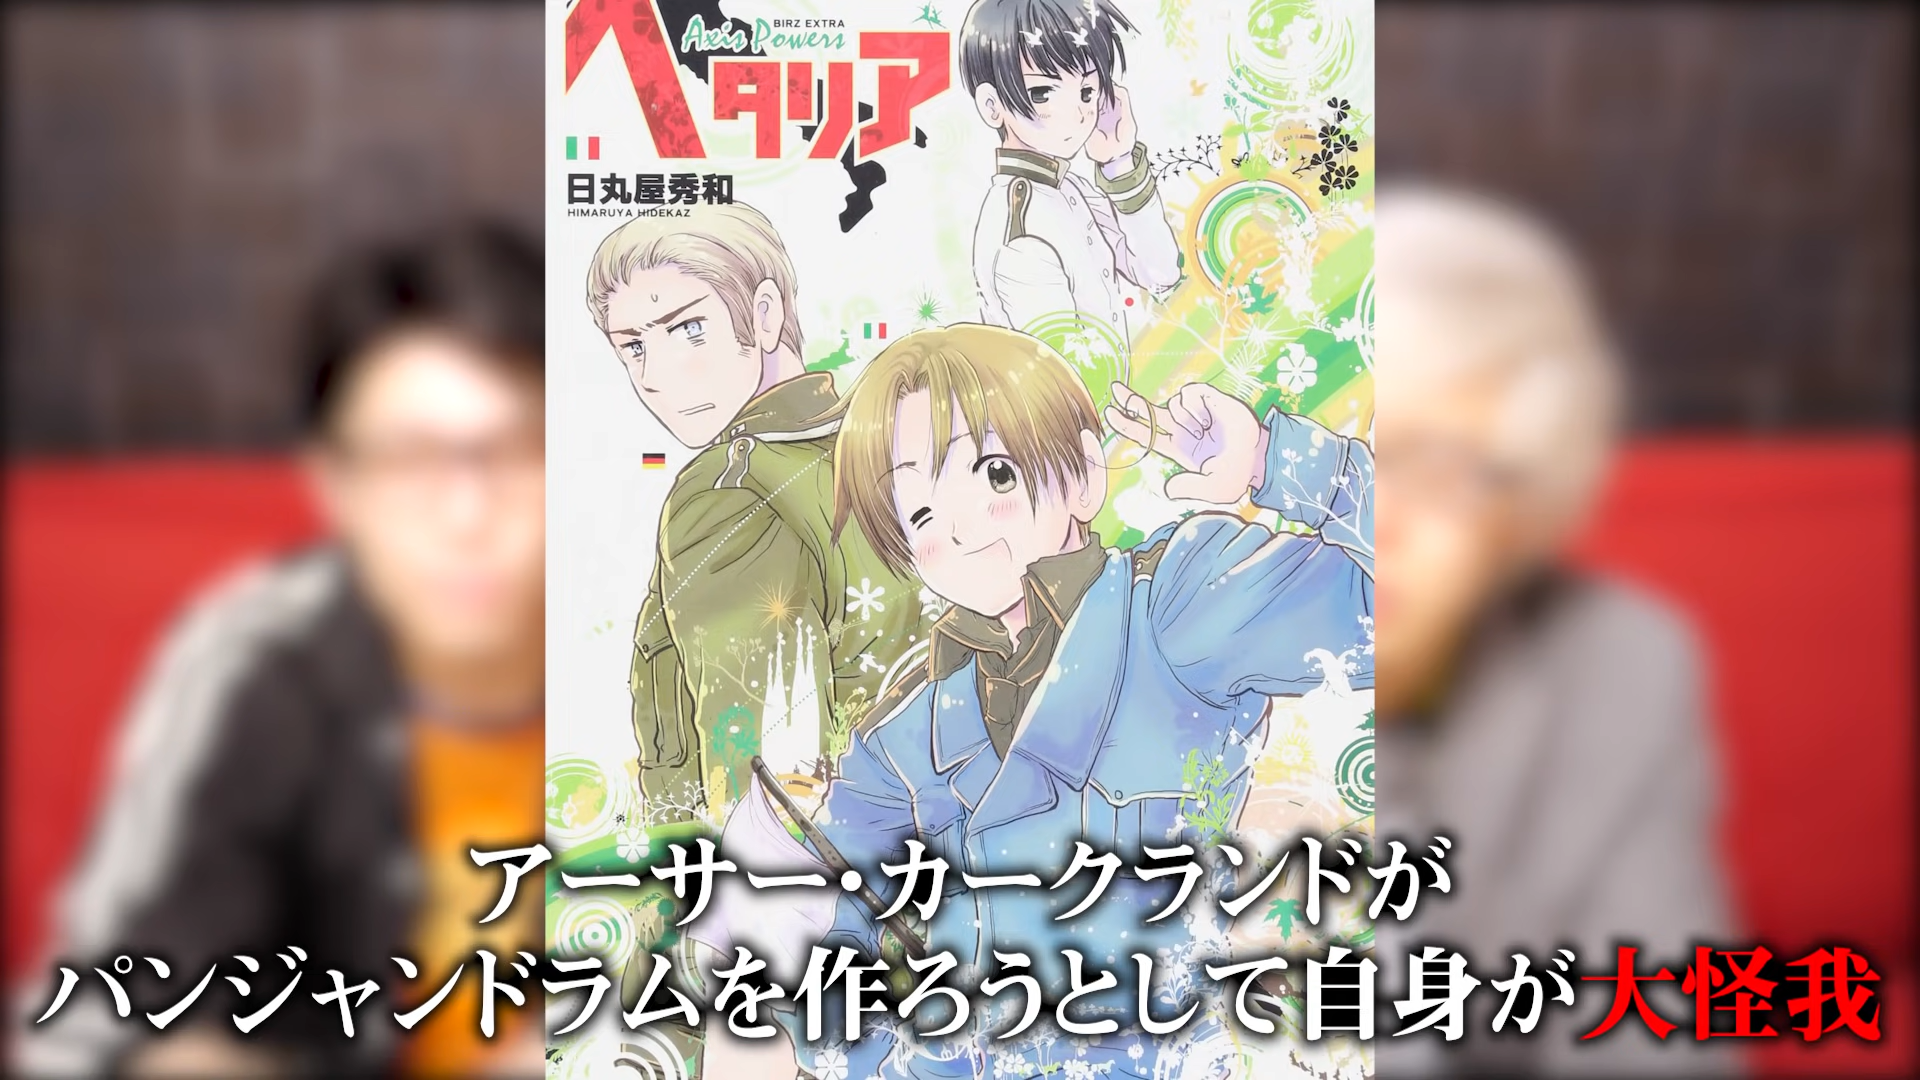 BIRZ EXTRA
Axis Powers
ヘタリア
日丸屋秀和
HIMARUYA HIDEKAZ
アーサー・カークランドが
パンジャンドラムを作ろうとして自身が大怪我